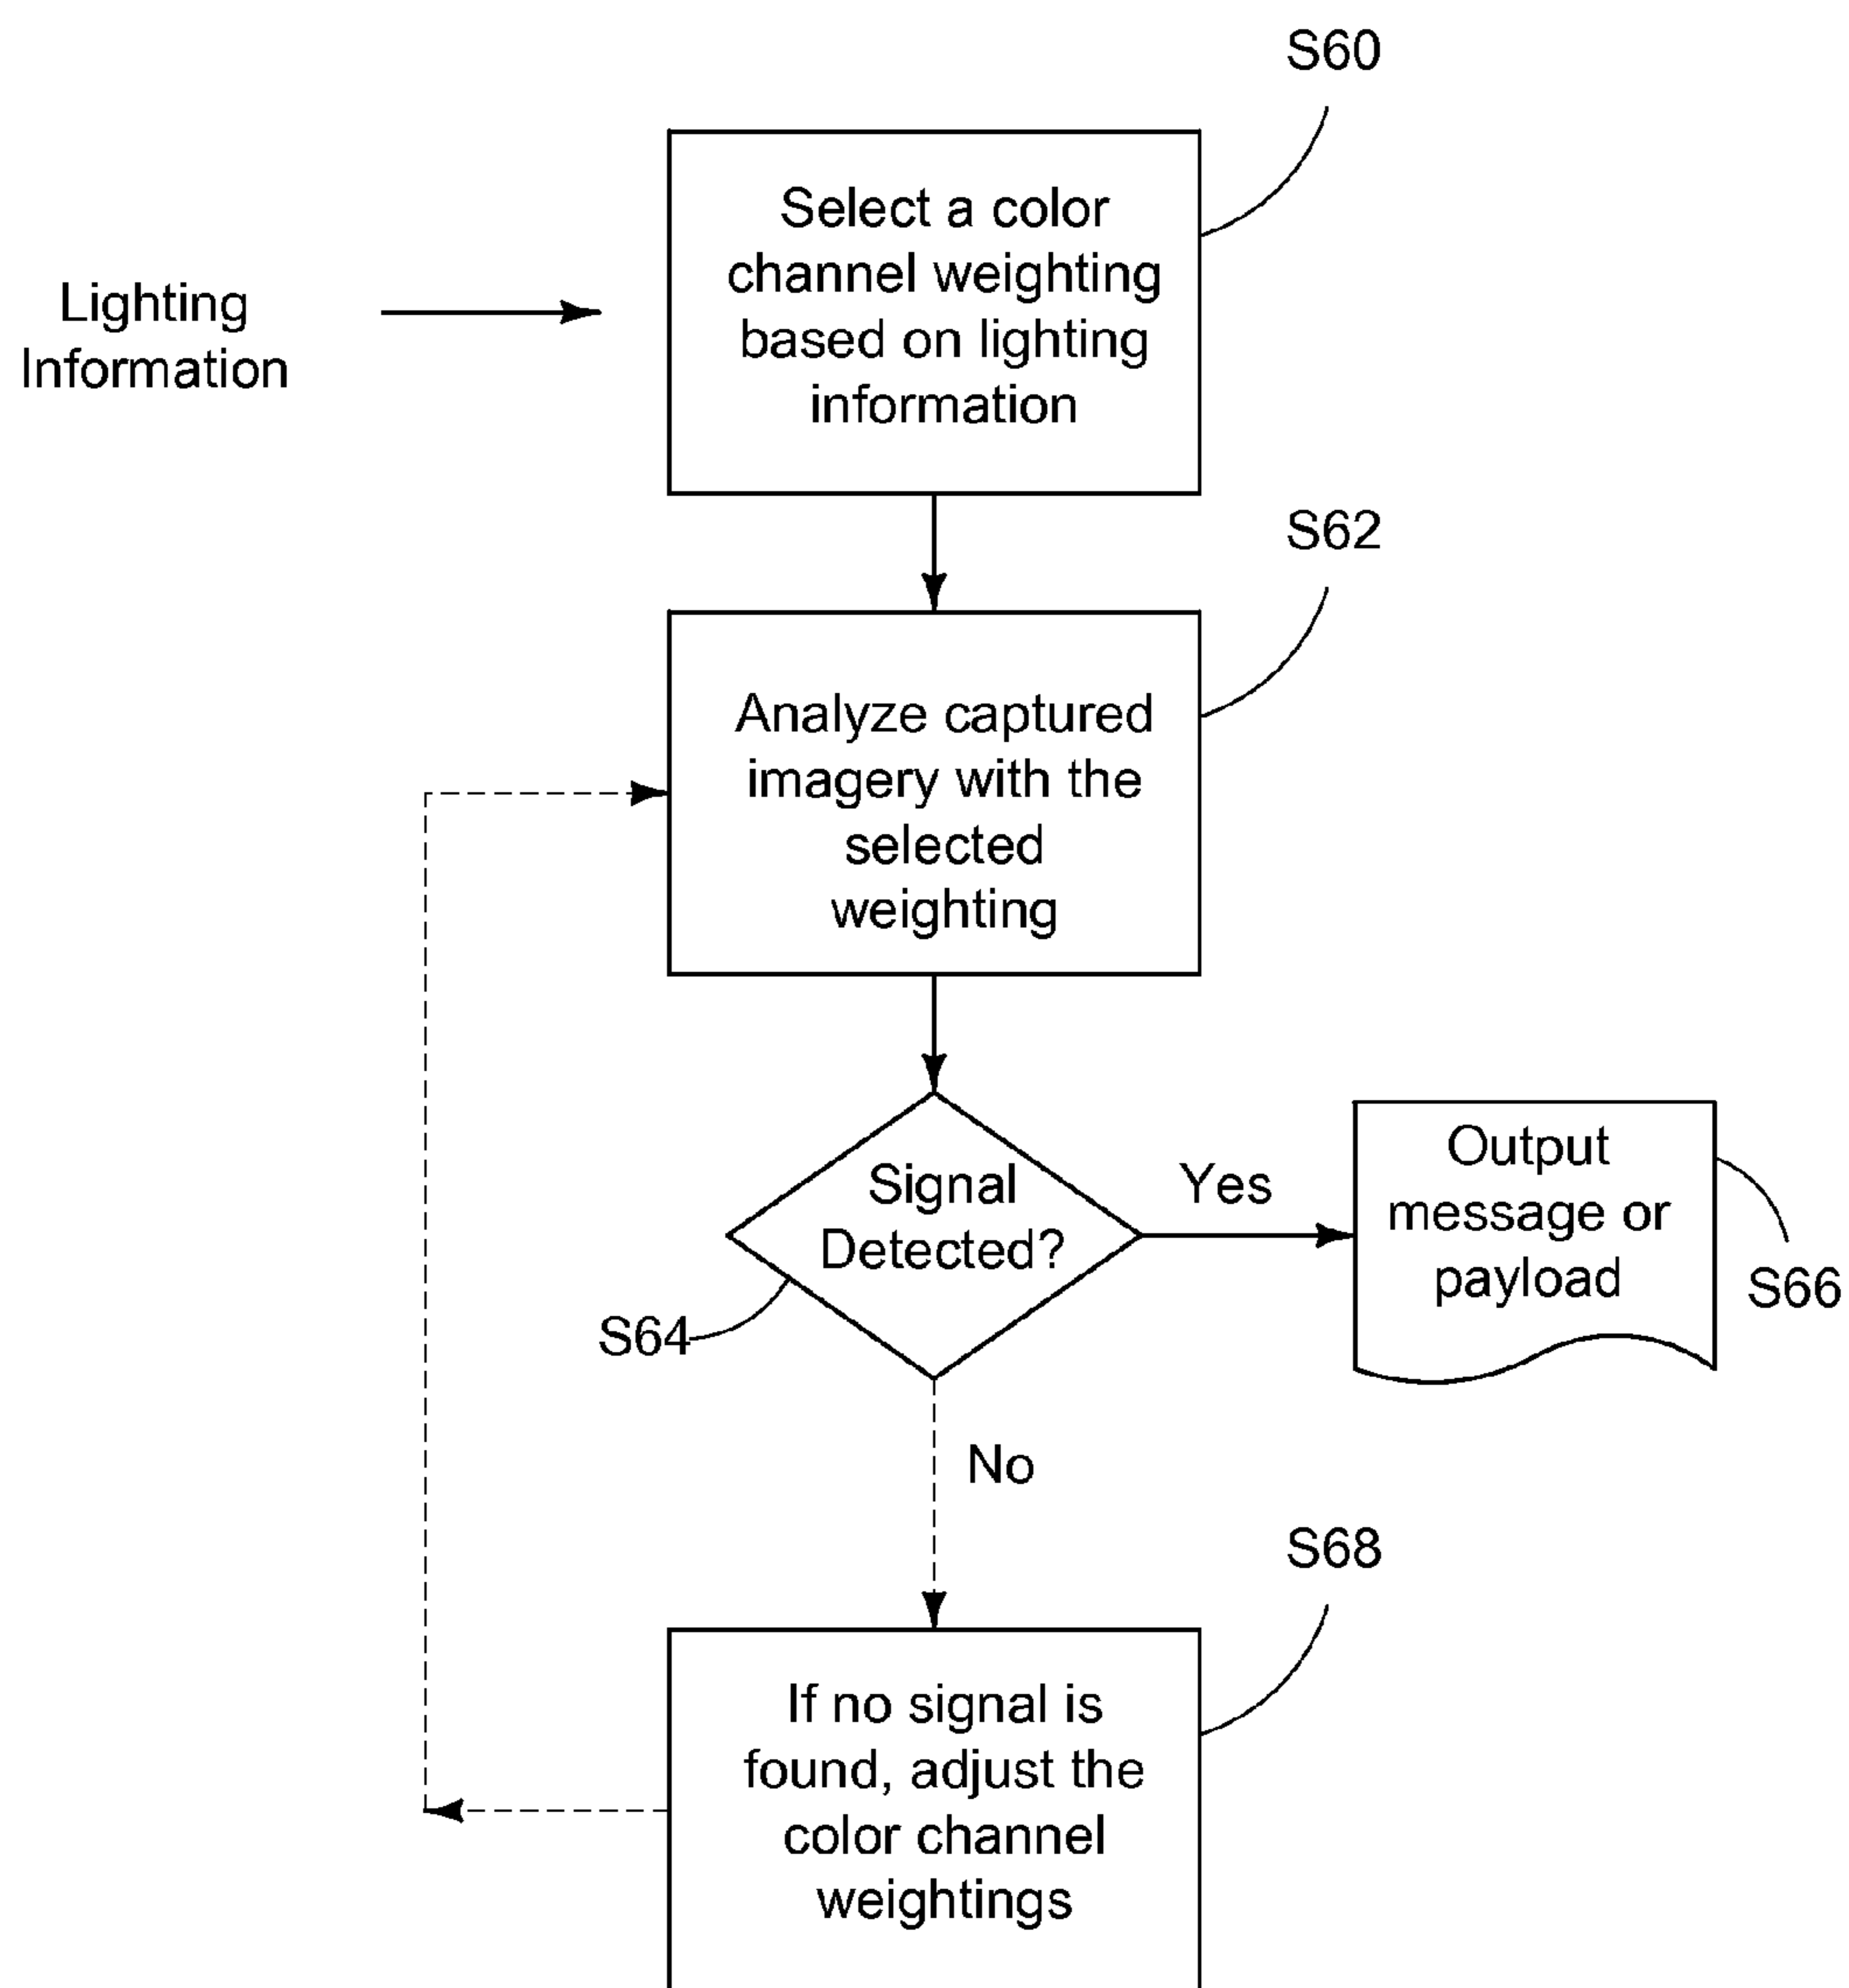 S60
Select a color
channel weighting
based on lighting
information
Lighting
Information
S62
Analyze captured
imagery with the
selected
weighting
Signal
Detected?
Yes
Output
message or
payload
S66
S64
No
S68
If no signal is
found, adjust the
color channel
weightings